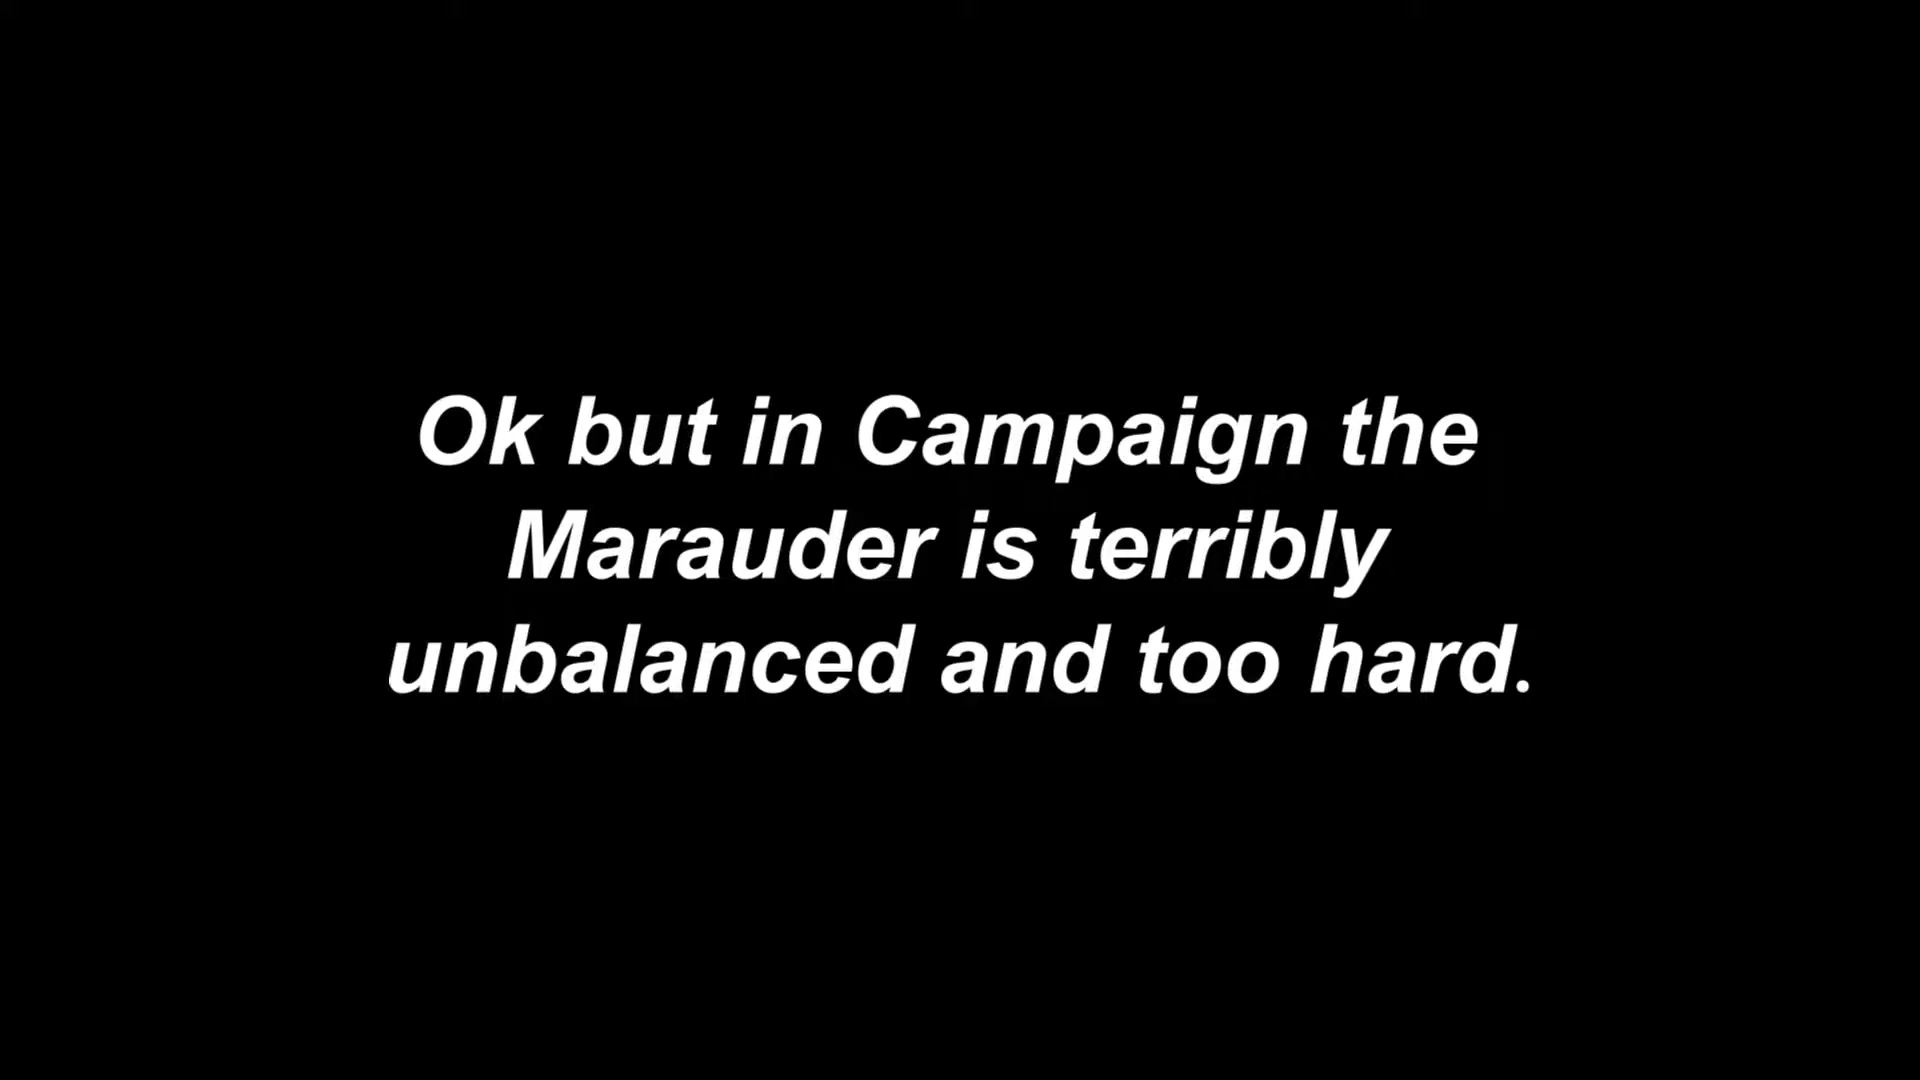 Ok but in Campaign the
Marauder is terribly
unbalanced and too hard.